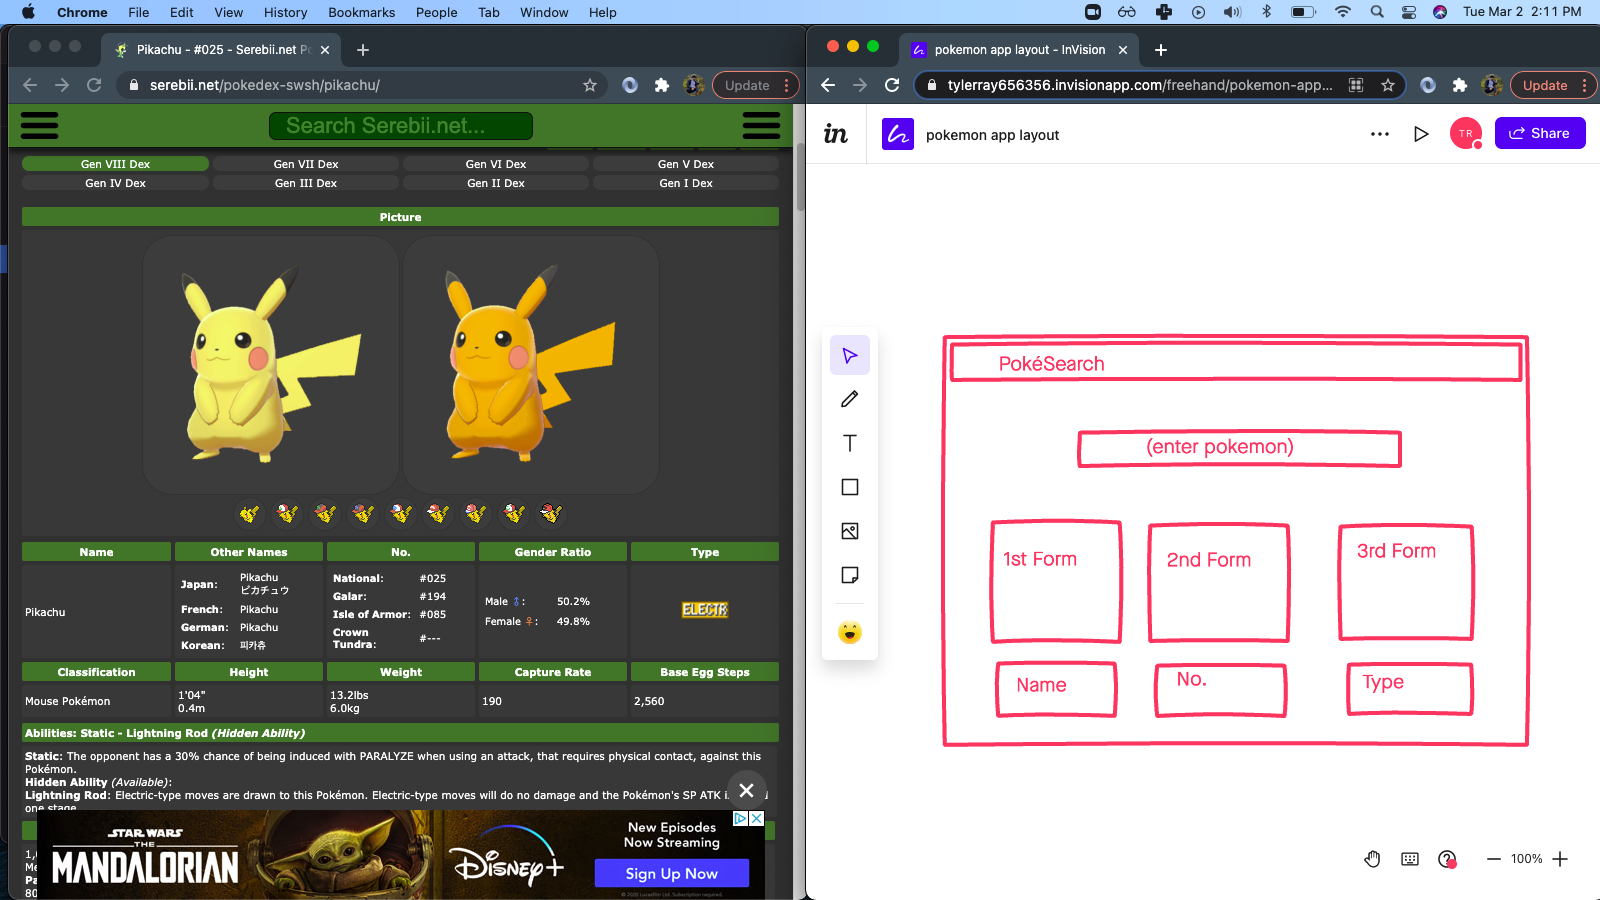 Chrome File Edit View History Bookmarks People Tab Window Help
Tue Mar 2 2:11 PM
Pikachu - #025 - Serebii.net
serebii.net/pokedex-swsh/pikachu/
Update
Search Serebii.net...
Gen VIII Dex Gen VII Dex Gen VI Dex Gen V Dex
Gen IV Dex Gen III Dex Gen II Dex Gen I Dex
Picture
Name Other Names No. Gender Ratio Type
Pikachu
Japan: Pikachu
ピカチュウ
French: Pikachu
German: Pikachu
Korean: 피카츄
National: #025
Galar: #194
Isle of Armor: #085
Crown
Tundra: #---
Male ♂: 50.2%
Female ♀: 49.8%
ELECTR
Classification Height Weight Capture Rate Base Egg Steps
Mouse Pokémon
1'04"
0.4m
13.2lbs
6.0kg
190
2,560
Abilities: Static - Lightning Rod (Hidden Ability)
Static: The opponent has a 30% chance of being induced with PARALYZE when using an attack, that requires physical contact, against this
Pokémon.
Hidden Ability (Available):
Lightning Rod: Electric-type moves are drawn to this Pokémon. Electric-type moves will do no damage and the Pokémon's SP ATK
one stage
STAR WARS
THE
MANDALORIAN
Disney+
New Episodes
Now Streaming
Sign Up Now
80
pokemon app layout - InVision
tylerray656356.invisionapp.com/freehand/pokemon-app...
Update
in
pokemon app layout
TR
Share
T
PokéSearch
(enter pokemon)
1st Form
2nd Form
3rd Form
Name
No.
Type
100%